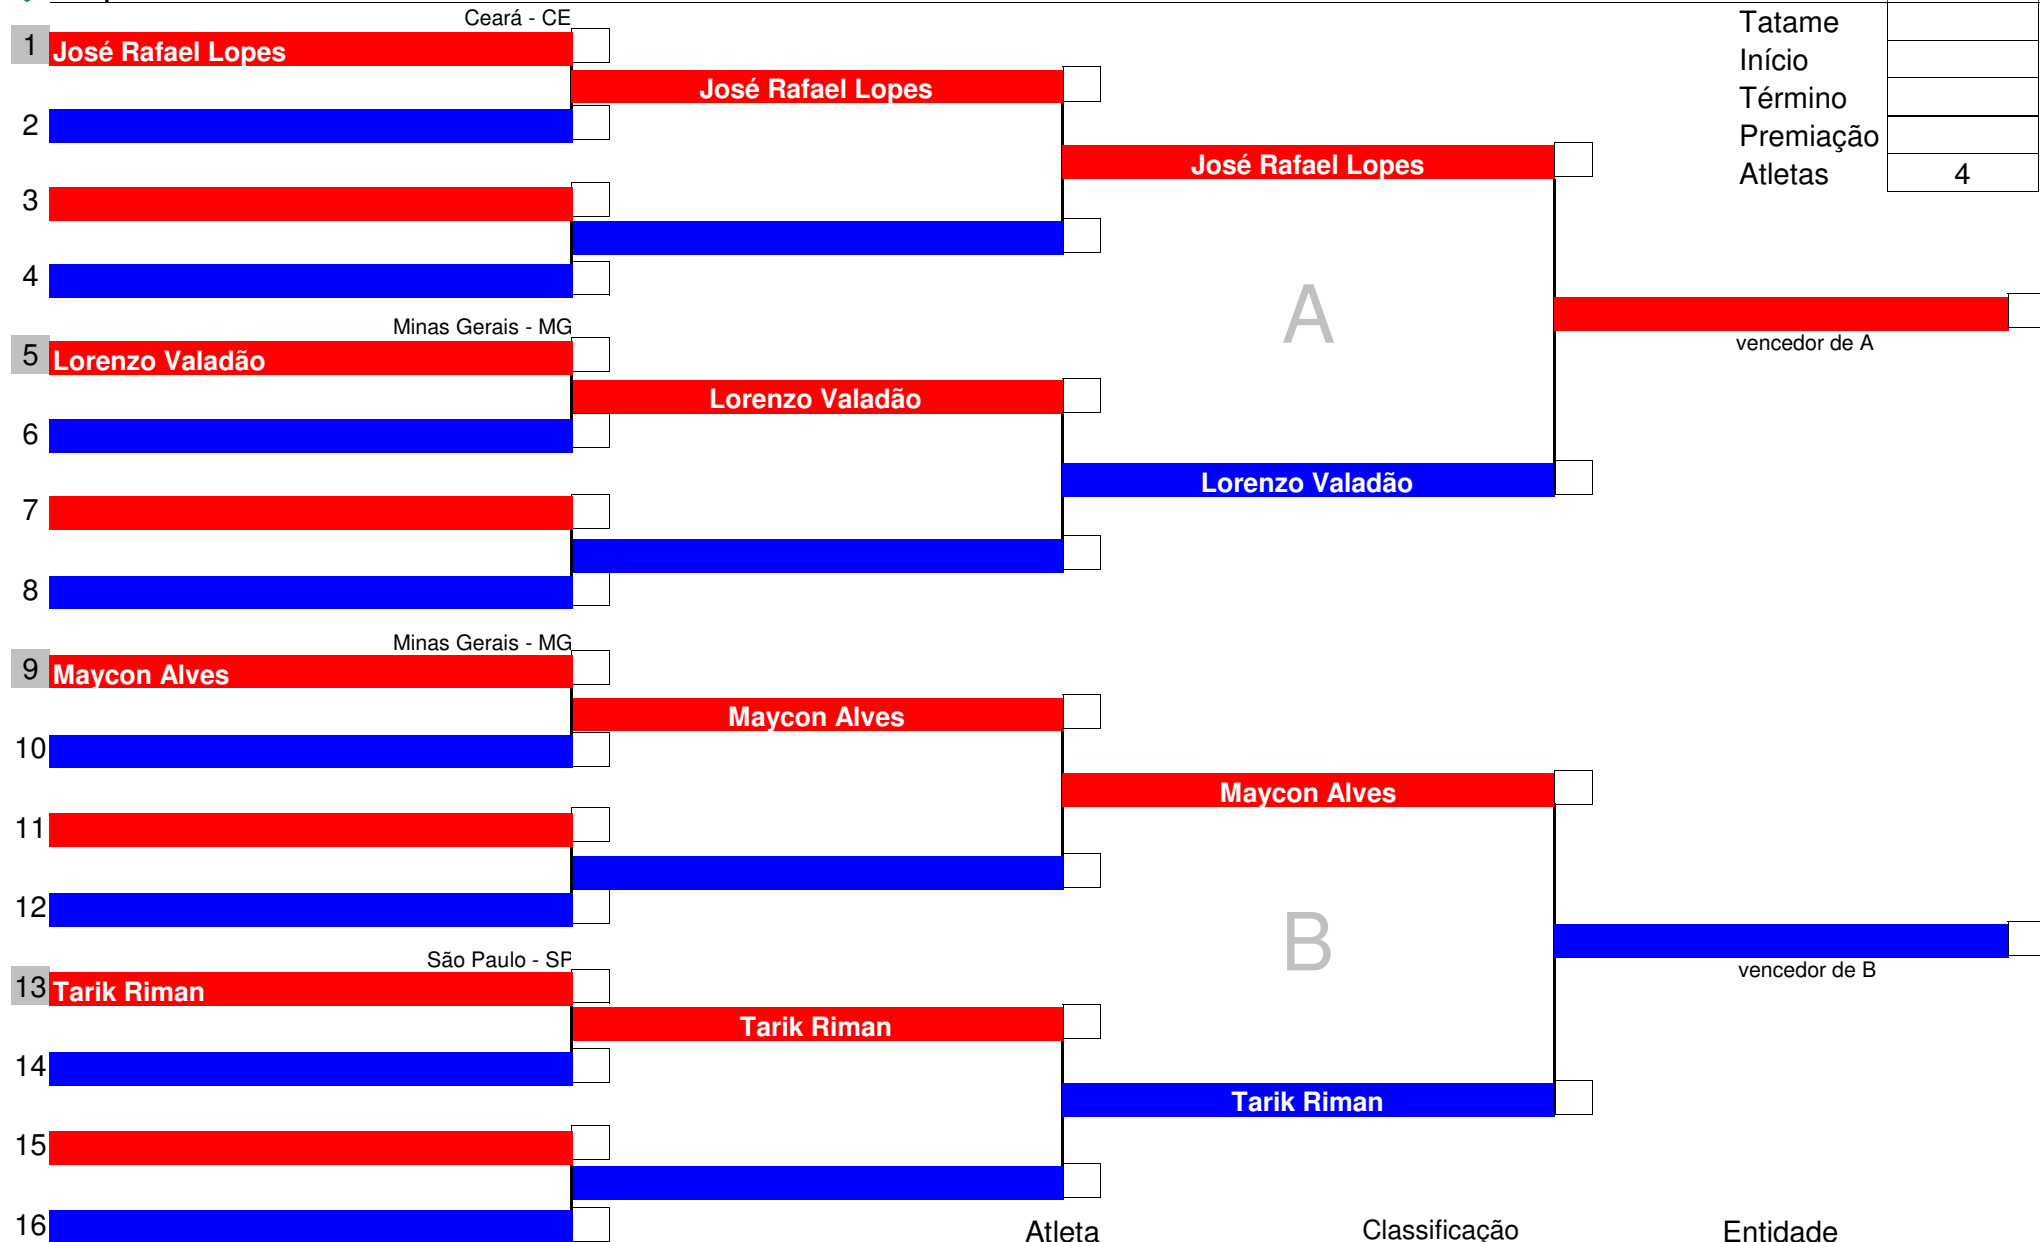 Ceará - CE
Tatame
1 José Rafael Lopes
Início
José Rafael Lopes
Término
2
Premiação
José Rafael Lopes
Atletas 4
3
4
A
Minas Gerais - MG
vencedor de A
5 Lorenzo Valadão
Lorenzo Valadão
6
Lorenzo Valadão
7
8
Minas Gerais - MG
9 Maycon Alves
Maycon Alves
10
Maycon Alves
11
12
B
São Paulo - SP
vencedor de B
13 Tarik Riman
Tarik Riman
14
Tarik Riman
15
16
Atleta Classificação Entidade